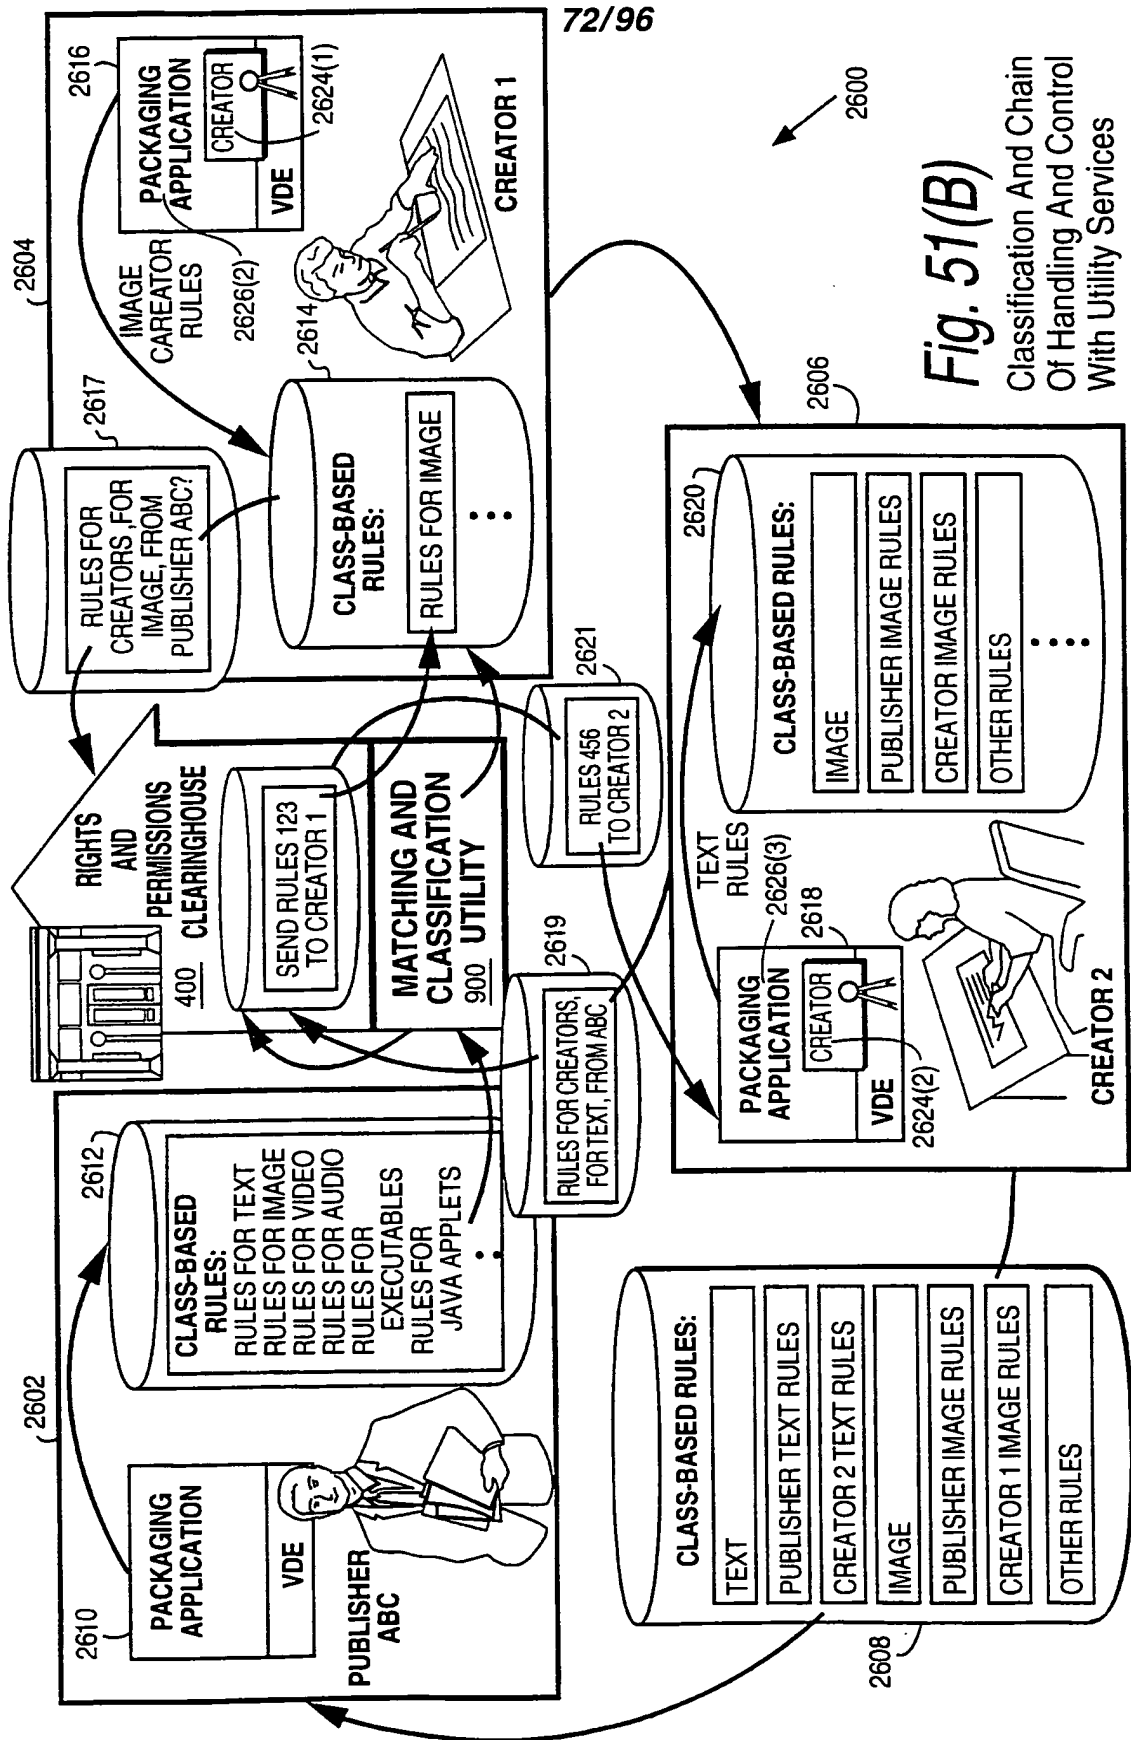 72/96
2602
2610
PACKAGING
APPLICATION
VDE
PUBLISHER
ABC
2612
CLASS-BASED
RULES:
RULES FOR TEXT
RULES FOR IMAGE
RULES FOR VIDEO
RULES FOR AUDIO
RULES FOR
EXECUTABLES
RULES FOR
JAVA APPLETS
RIGHTS
AND
PERMISSIONS
CLEARINGHOUSE
400
SEND RULES 123
TO CREATOR 1
MATCHING AND
CLASSIFICATION
900 UTILITY
2617
RULES FOR
CREATORS ,FOR
IMAGE, FROM
PUBLISHER ABC?
2604
2616
PACKAGING
APPLICATION
CREATOR
VDE
2624(1)
IMAGE
CAREATOR
RULES
2626(2)
2614
CLASS-BASED
RULES:
RULES FOR IMAGE
CREATOR 1
2619
RULES FOR CREATORS,
FOR TEXT, FROM ABC
2621
RULES 456
TO CREATOR 2
2606
PACKAGING
APPLICATION
CREATOR
VDE
2624(2)
2626(3)
2618
TEXT
RULES
CREATOR 2
2620
CLASS-BASED RULES:
IMAGE
PUBLISHER IMAGE RULES
CREATOR IMAGE RULES
OTHER RULES
2608
CLASS-BASED RULES:
TEXT
PUBLISHER TEXT RULES
CREATOR 2 TEXT RULES
IMAGE
PUBLISHER IMAGE RULES
CREATOR 1 IMAGE RULES
OTHER RULES
2600
Fig. 51(B)
Classification And Chain
Of Handling And Control
With Utility Services